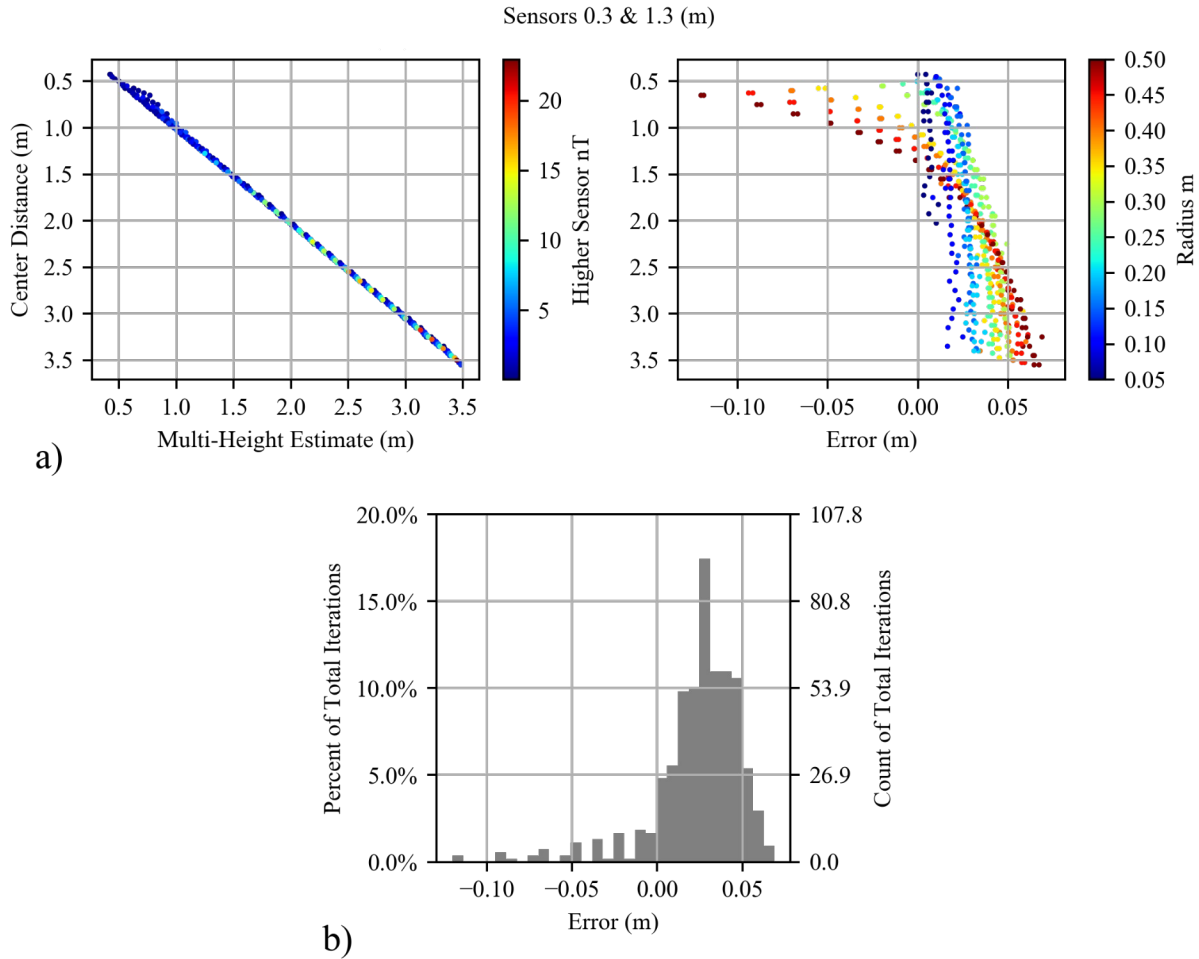 Sensors 0.3 & 1.3 (m)
Center Distance (m)
0.5
1.0
1.5
2.0
2.5
3.0
3.5
0.5 1.0 1.5 2.0 2.5 3.0 3.5
Multi-Height Estimate (m)
20
15
10
5
Higher Sensor nT
0.5
1.0
1.5
2.0
2.5
3.0
3.5
−0.10 −0.05 0.00 0.05
Error (m)
0.50
0.45
0.40
0.35
0.30
0.25
0.20
0.15
0.10
0.05
Radius m
a)
Percent of Total Iterations
20.0%
15.0%
10.0%
5.0%
0.0%
107.8
80.8
53.9
26.9
0.0
Count of Total Iterrations
−0.10 −0.05 0.00 0.05
Error (m)
b)